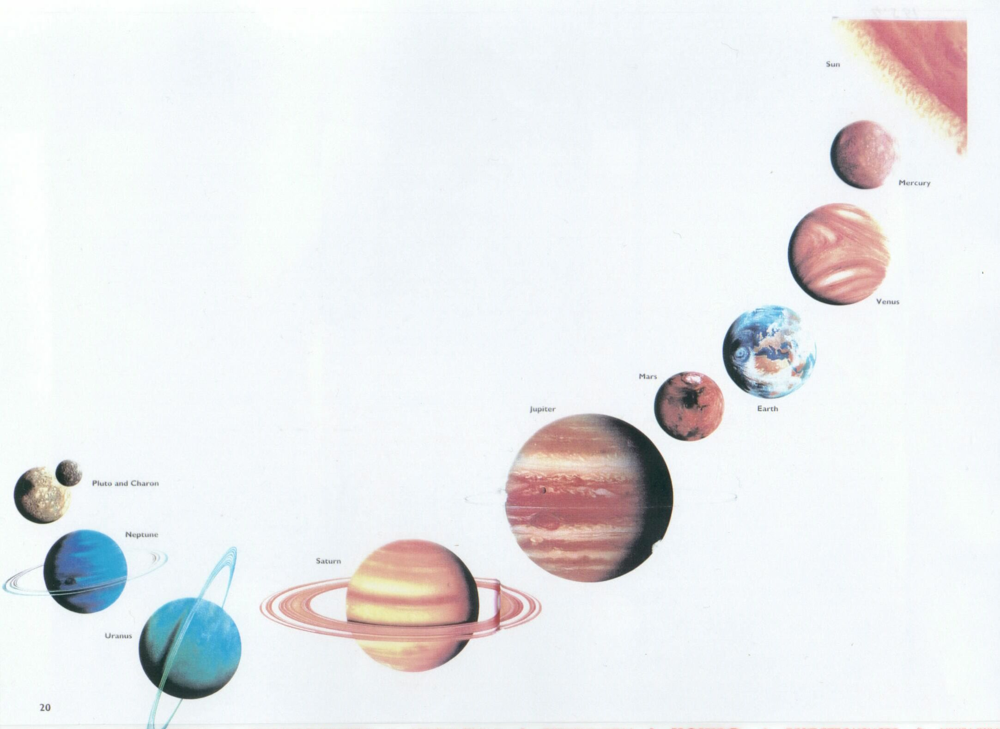 Sun
Mercury
Venus
Earth
Mars
Jupiter
Saturn
Uranus
Neptune
Pluto and Charon
20